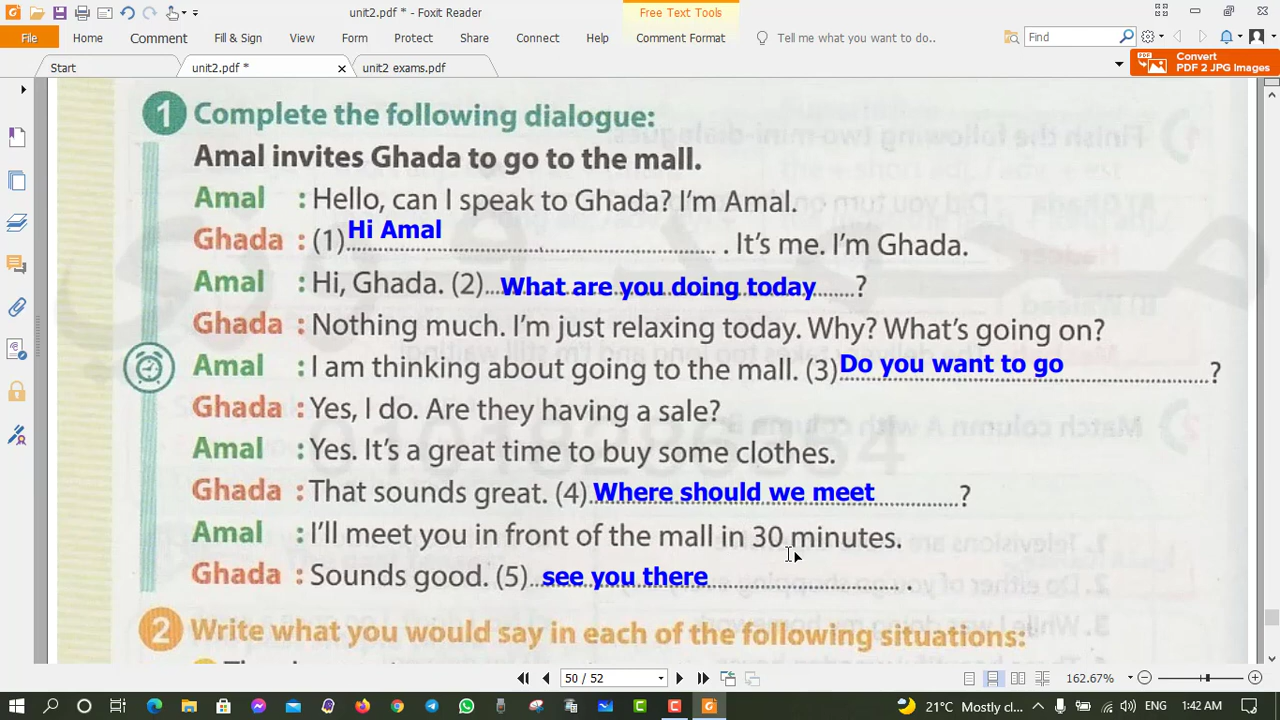 unit2.pdf * - Foxit Reader
Free Text Tools
File
Home
Comment
Fill & Sign
View
Form
Protect
Share
Connect
Help
Comment Format
Tell me what you want to do..
Find
Start
unit2.pdf *
unit2 exams.pdf
Convert
PDF 2 JPG Images
1 Complete the following dialogue:
Amal invites Ghada to go to the mall.
Amal : Hello, can I speak to Ghada? I'm Amal.
Ghada : (1) Hi Amal . It's me. I'm Ghada.
Amal : Hi, Ghada. (2) What are you doing today ?
Ghada : Nothing much. I'm just relaxing today. Why? What's going on?
Amal : I am thinking about going to the mall. (3) Do you want to go ?
Ghada : Yes, I do. Are they having a sale?
Amal : Yes. It's a great time to buy some clothes.
Ghada : That sounds great. (4) Where should we meet ?
Amal : I'll meet you in front of the mall in 30 minutes.
Ghada : Sounds good. (5) see you there .
2 Write what you would say in each of the following situations:
50 / 52
162.67%
21°C Mostly cl...
ENG
1:42 AM